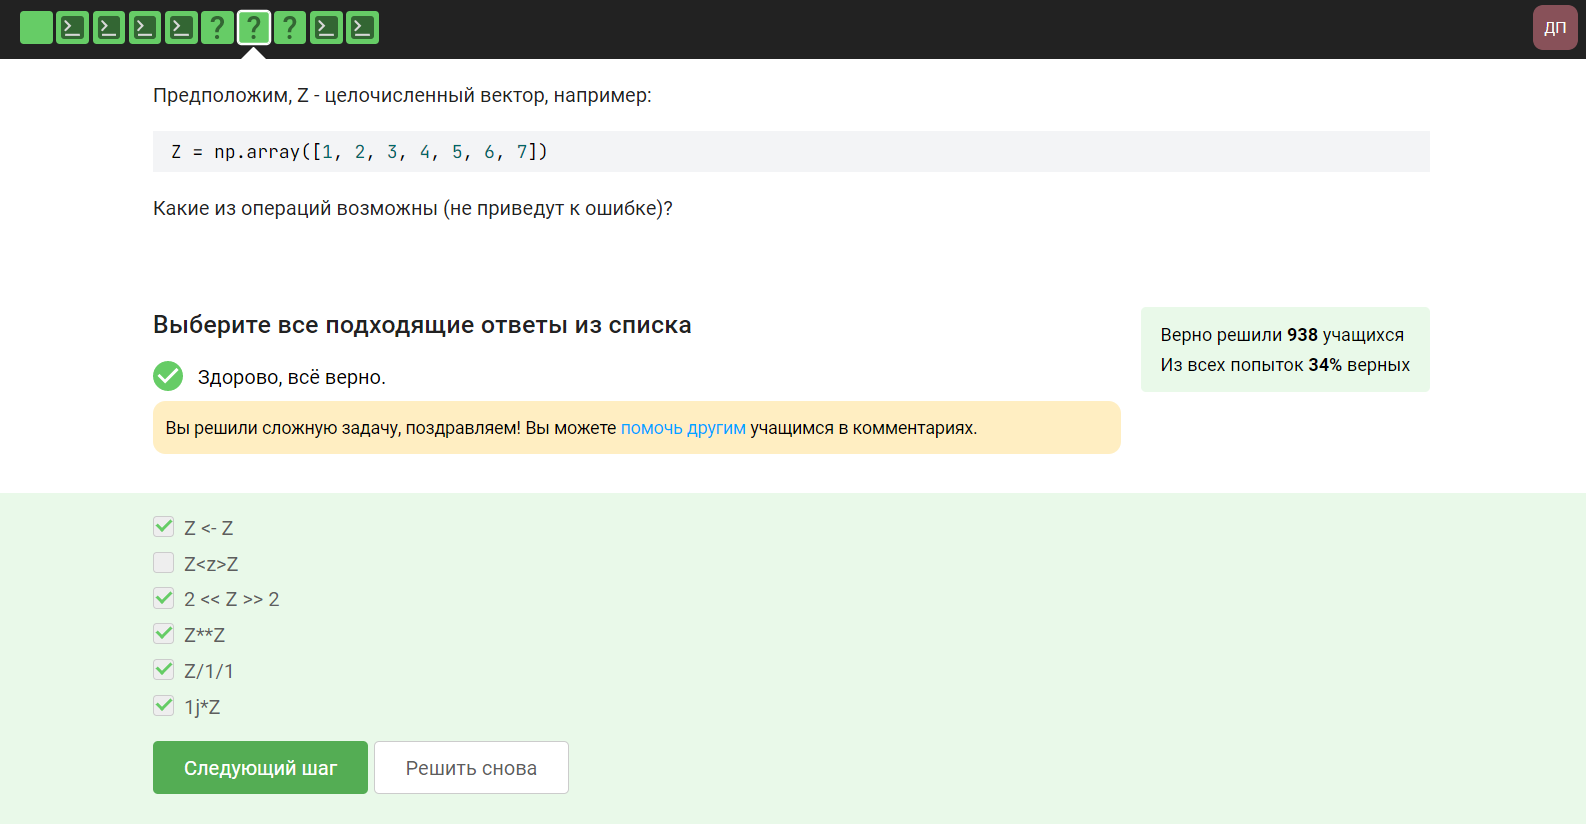 ? ? ?
ДП
Предположим, Z - целочисленный вектор, например:
Z = np.array([1, 2, 3, 4, 5, 6, 7])
Какие из операций возможны (не приведут к ошибке)?
Выберите все подходящие ответы из списка
Верно решили 938 учащихся
Из всех попыток 34% верных
Здорово, всё верно.
Вы решили сложную задачу, поздравляем! Вы можете помочь другим учащимся в комментариях.
Z <- Z
Z<z>Z
2 << Z >> 2
Z**Z
Z/1/1
1j*Z
Следующий шаг
Решить снова